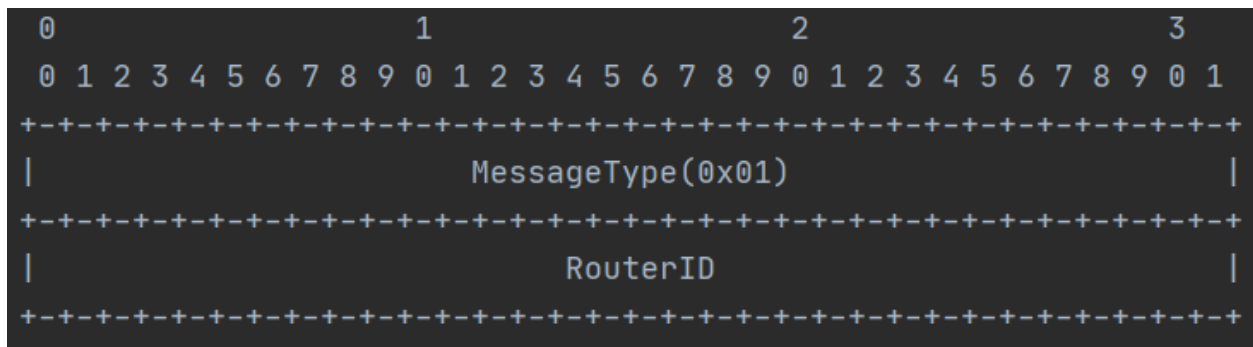 0                   1                   2                   3
0 1 2 3 4 5 6 7 8 9 0 1 2 3 4 5 6 7 8 9 0 1 2 3 4 5 6 7 8 9 0 1
+-+-+-+-+-+-+-+-+-+-+-+-+-+-+-+-+-+-+-+-+-+-+-+-+-+-+-+-+-+-+-+-+
|                       MessageType(0x01)                       |
+-+-+-+-+-+-+-+-+-+-+-+-+-+-+-+-+-+-+-+-+-+-+-+-+-+-+-+-+-+-+-+-+
|                            RouterID                           |
+-+-+-+-+-+-+-+-+-+-+-+-+-+-+-+-+-+-+-+-+-+-+-+-+-+-+-+-+-+-+-+-+